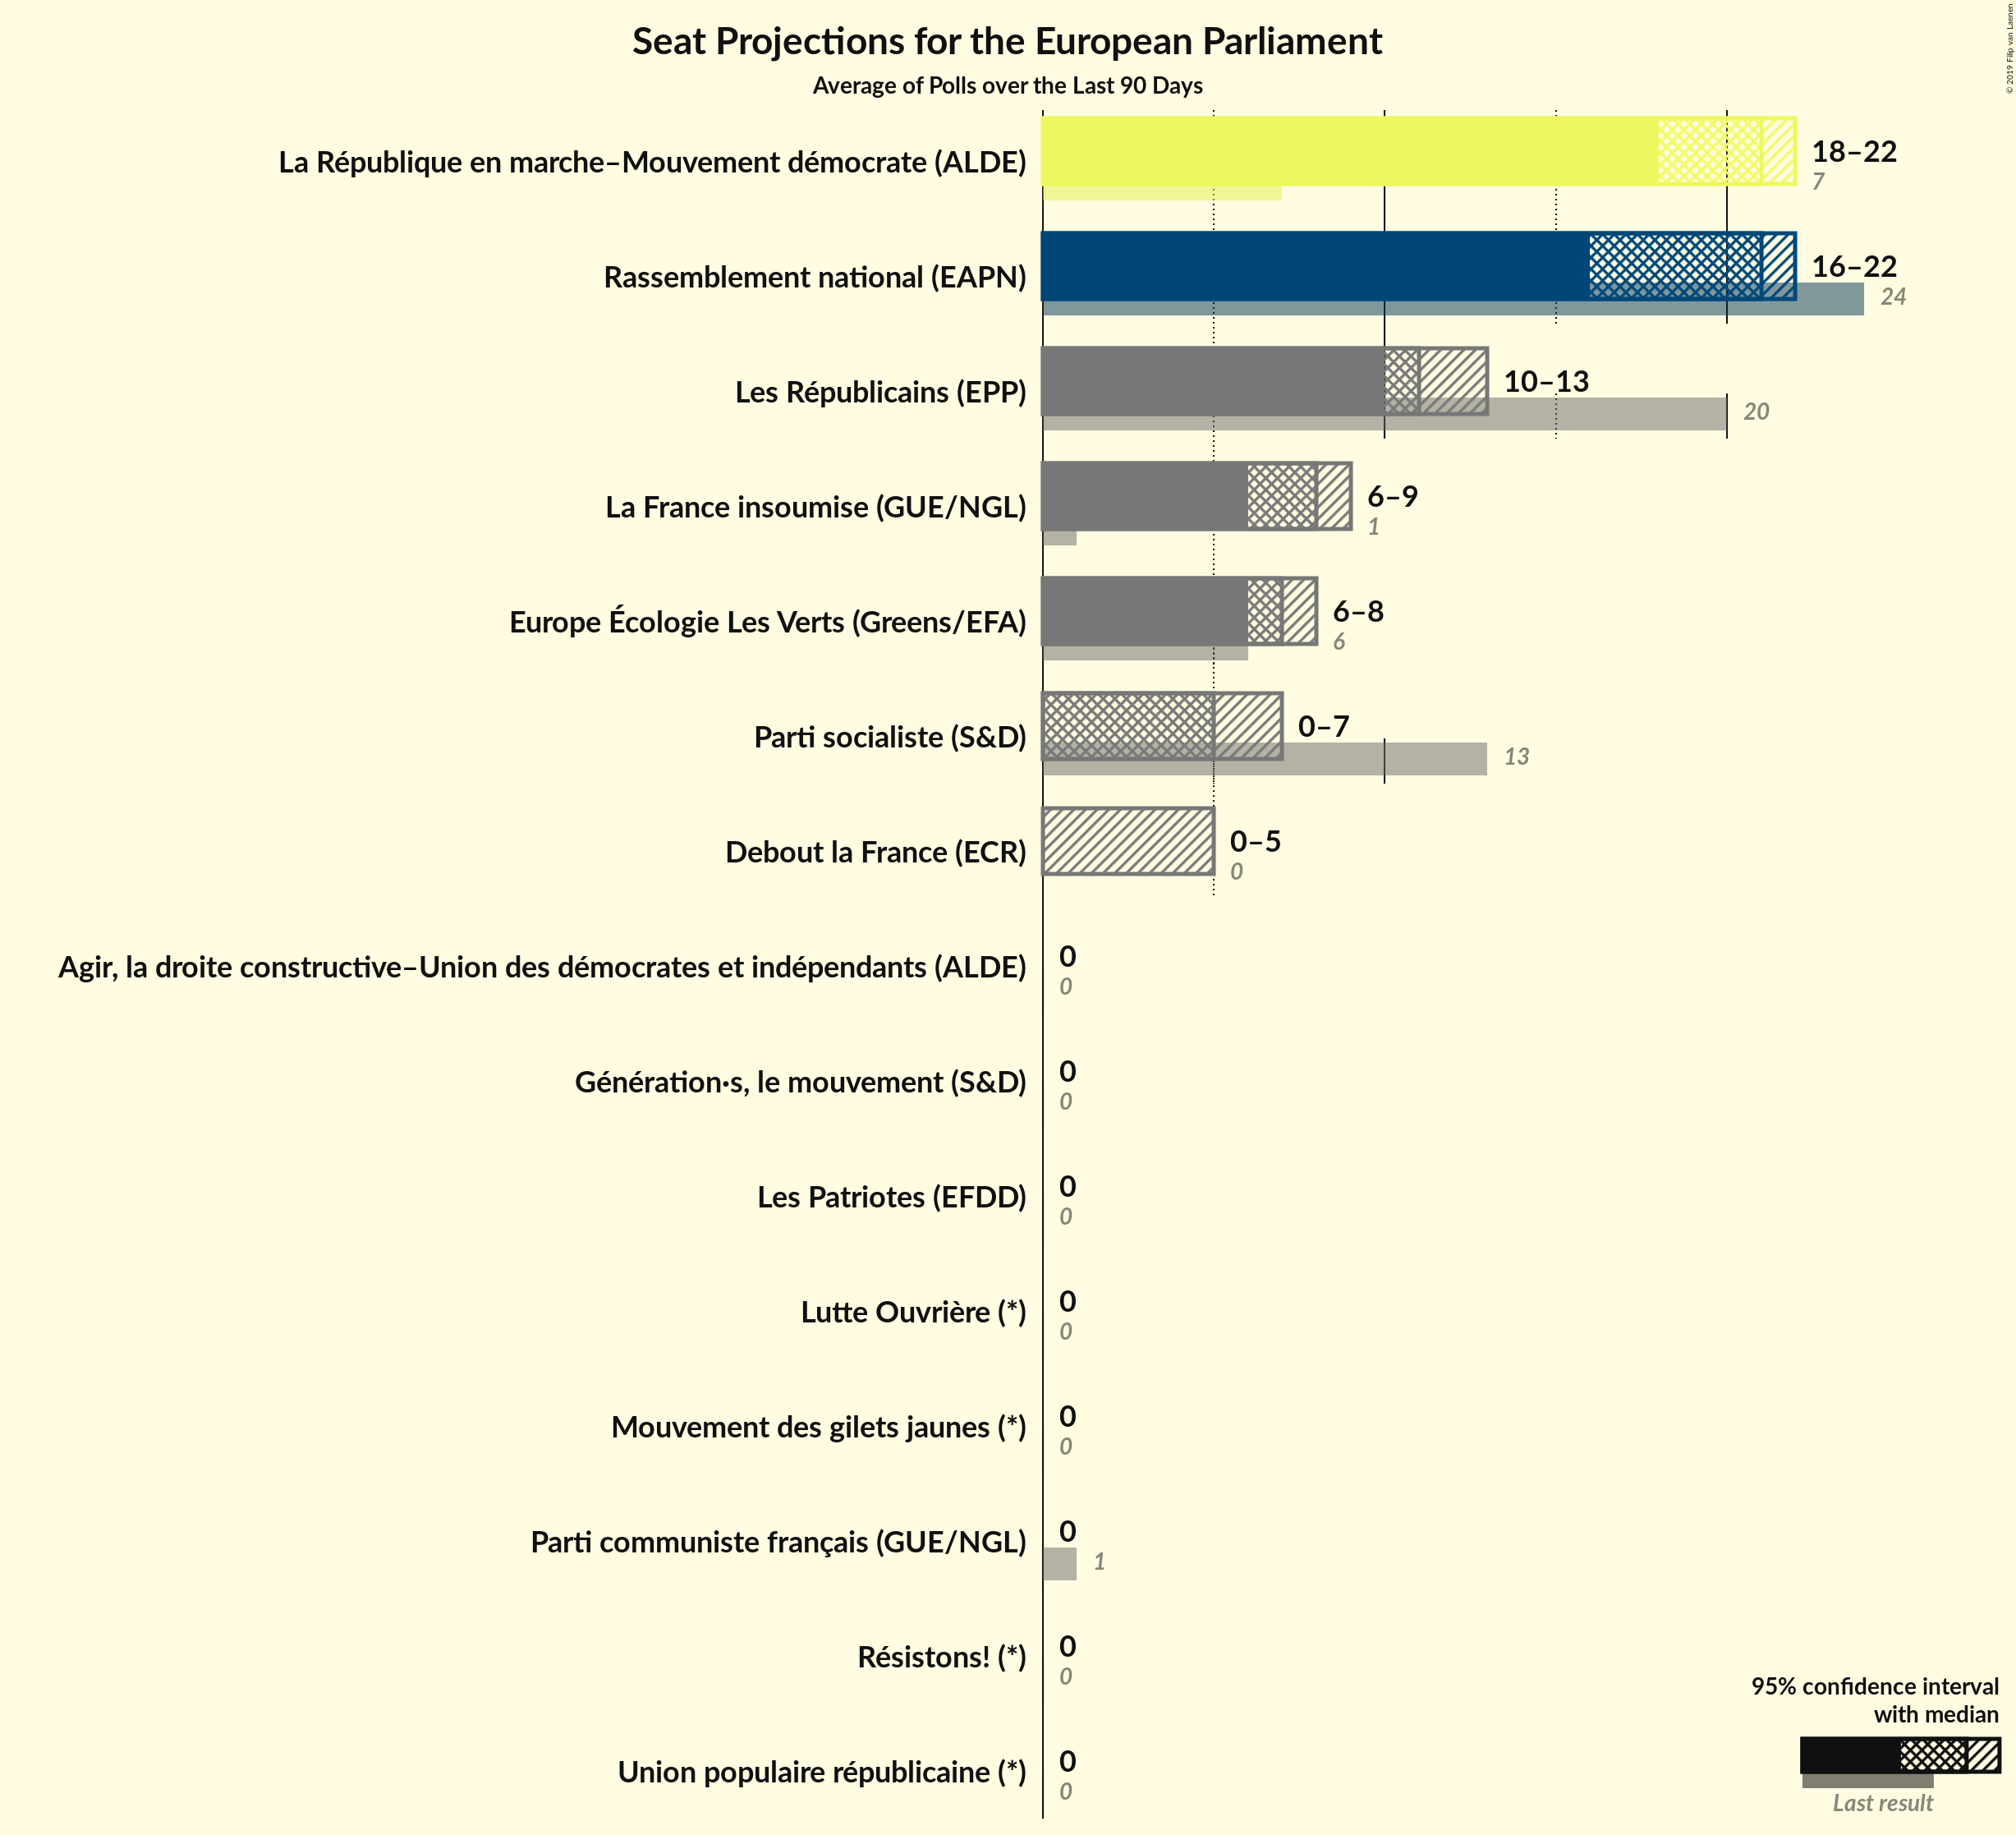 Seat Projections for the European Parliament
Average of Polls over the Last 90 Days
© 2019 Filip van Laenen
La République en marche–Mouvement démocrate (ALDE)
18–22
7
Rassemblement national (EAPN)
16–22
24
Les Républicains (EPP)
10–13
20
La France insoumise (GUE/NGL)
6–9
1
Europe Écologie Les Verts (Greens/EFA)
6–8
6
Parti socialiste (S&D)
0–7
13
Debout la France (ECR)
0–5
0
Agir, la droite constructive–Union des démocrates et indépendants (ALDE)
0
0
Génération·s, le mouvement (S&D)
0
0
Les Patriotes (EFDD)
0
0
Lutte Ouvrière (*)
0
0
Mouvement des gilets jaunes (*)
0
0
Parti communiste français (GUE/NGL)
0
1
Résistons! (*)
0
0
Union populaire républicaine (*)
0
0
95% confidence interval
with median
Last result